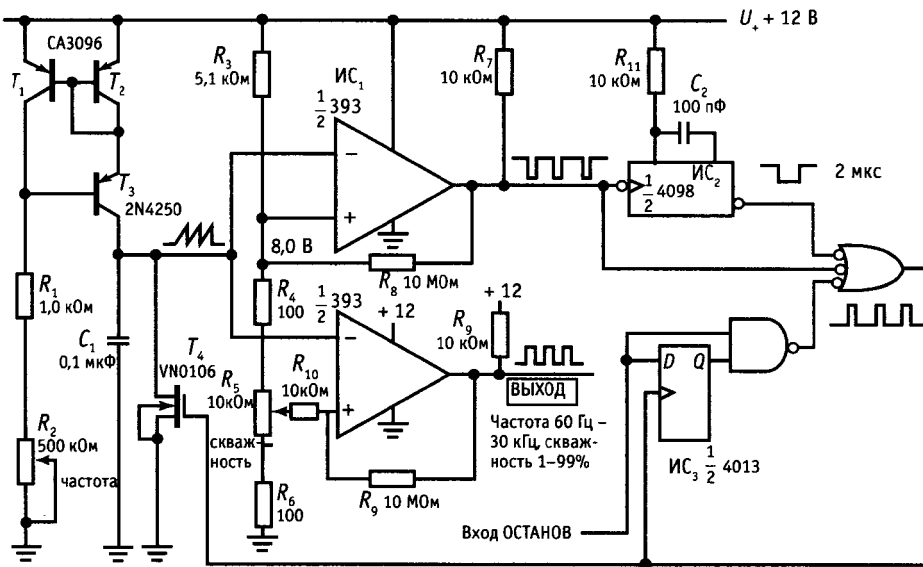 U₊ + 12 В
CA3096
T₁
T₂
R₃
5,1 кОм
ИС₁
½ 393
R₇
10 кОм
R₁₁
10 кОм
C₂
100 пФ
−
+
T₃
2N4250
8,0 В
½ 4098
ИС₂
2 мкс
R₁
1,0 кОм
C₁
0,1 мкФ
T₄
VN0106
R₈ 10 МОм
R₄
100
½ 393
+ 12
+ 12
R₉
10 кОм
−
+
R₅
10кОм
R₁₀
10кОм
скваж-
ность
ВЫХОД
Частота 60 Гц –
30 кГц, скваж-
ность 1–99%
R₂
500 кОм
частота
R₆
100
R₉ 10 МОм
D Q
ИС₃ ½ 4013
Вход ОСТАНОВ